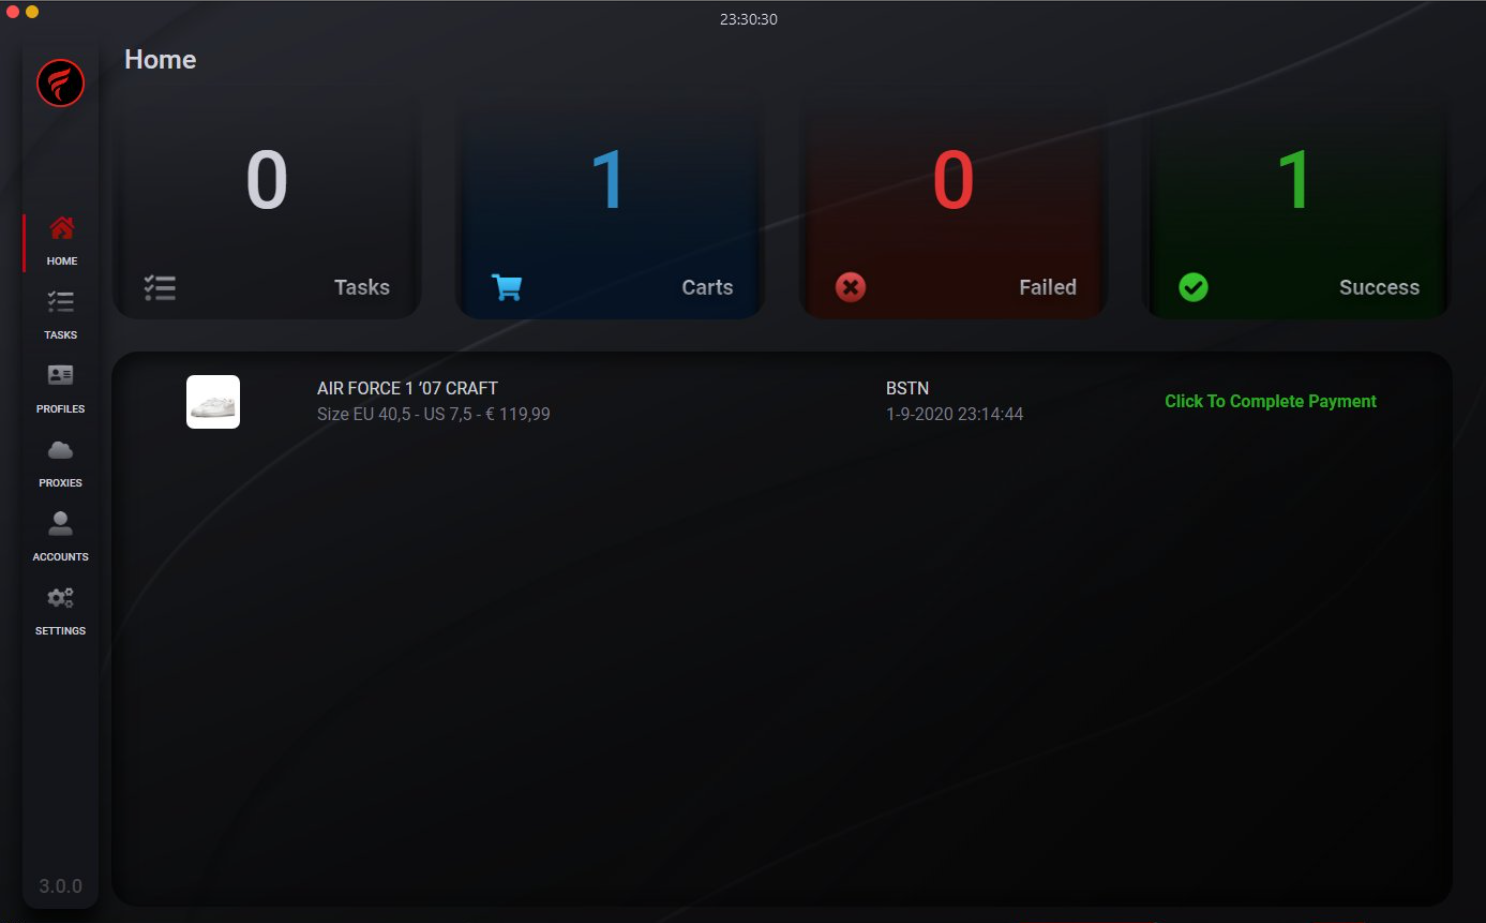 23:30:30
Home
0
Tasks
1
Carts
0
Failed
1
Success
HOME
TASKS
PROFILES
PROXIES
ACCOUNTS
SETTINGS
3.0.0
AIR FORCE 1 '07 CRAFT
Size EU 40,5 - US 7,5 - € 119,99
BSTN
1-9-2020 23:14:44
Click To Complete Payment